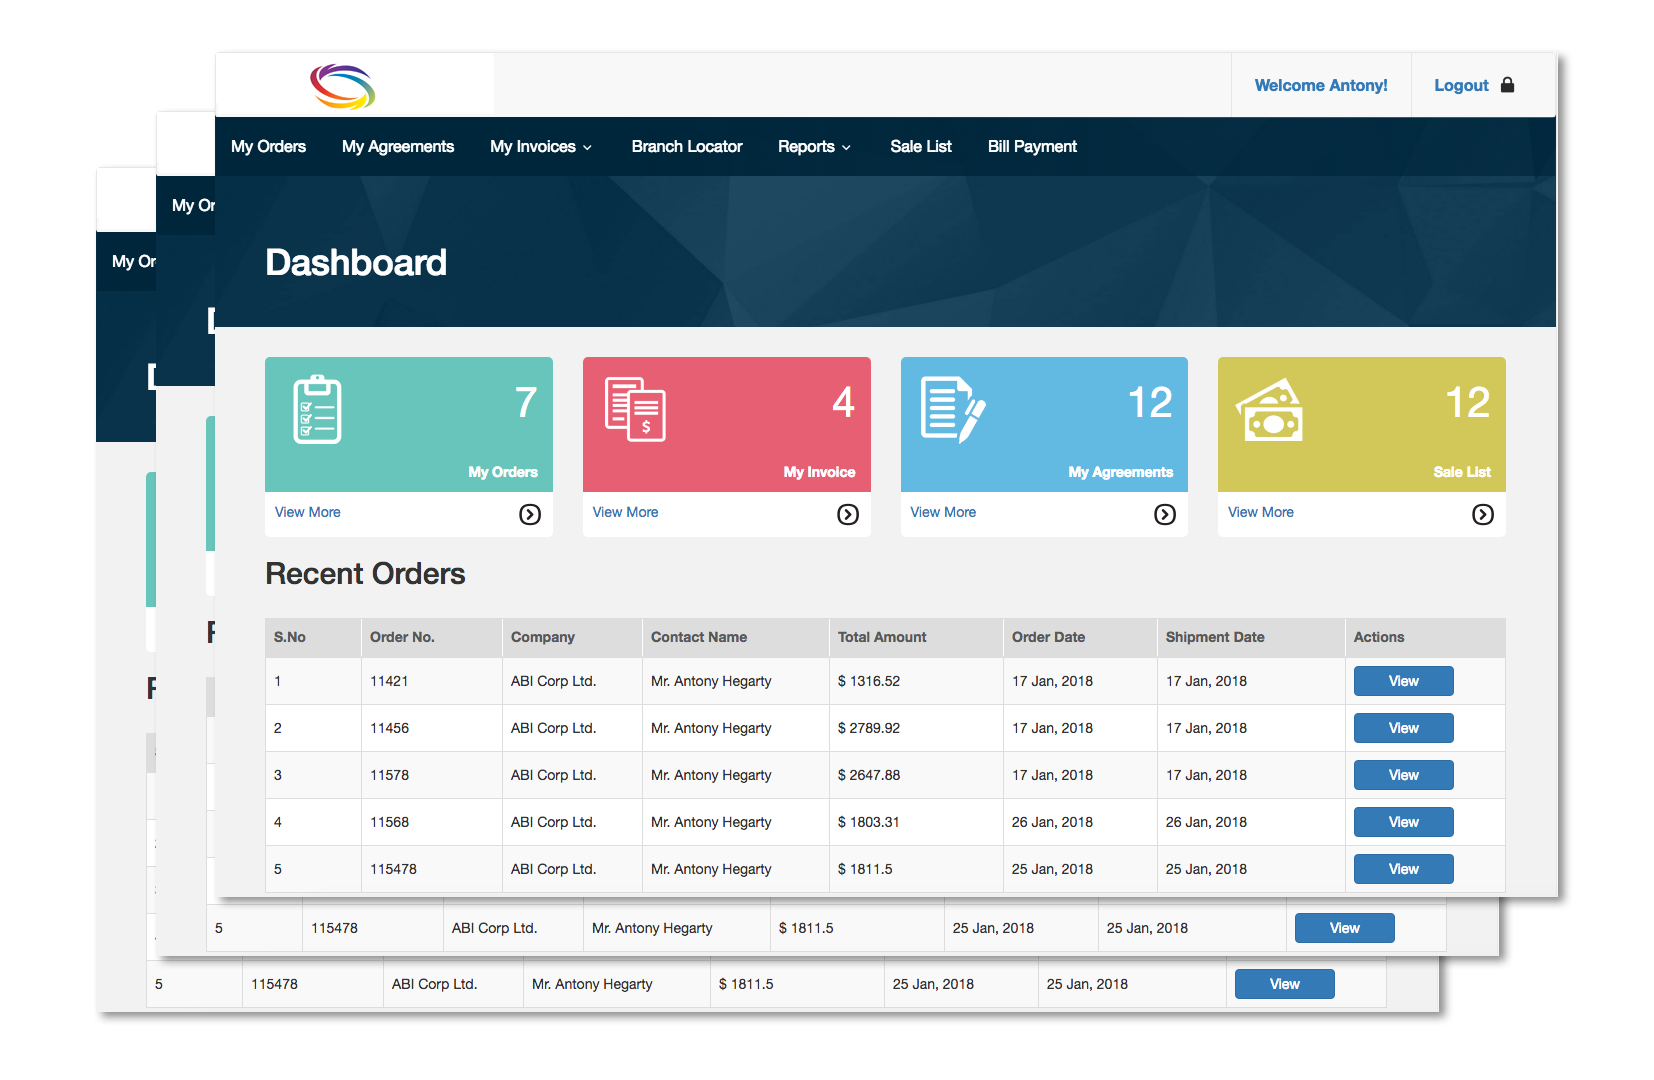 Welcome Antony! Logout
My Orders My Agreements My Invoices Branch Locator Reports Sale List Bill Payment
My Or
My Or
Dashboard
7
My Orders
View More
4
My Invoice
View More
12
My Agreements
View More
12
Sale List
View More
Recent Orders
S.No Order No. Company Contact Name Total Amount Order Date Shipment Date Actions
1 11421 ABI Corp Ltd. Mr. Antony Hegarty $ 1316.52 17 Jan, 2018 17 Jan, 2018 View
2 11456 ABI Corp Ltd. Mr. Antony Hegarty $ 2789.92 17 Jan, 2018 17 Jan, 2018 View
3 11578 ABI Corp Ltd. Mr. Antony Hegarty $ 2647.88 17 Jan, 2018 17 Jan, 2018 View
4 11568 ABI Corp Ltd. Mr. Antony Hegarty $ 1803.31 26 Jan, 2018 26 Jan, 2018 View
5 115478 ABI Corp Ltd. Mr. Antony Hegarty $ 1811.5 25 Jan, 2018 25 Jan, 2018 View
5 115478 ABI Corp Ltd. Mr. Antony Hegarty $ 1811.5 25 Jan, 2018 25 Jan, 2018 View
5 115478 ABI Corp Ltd. Mr. Antony Hegarty $ 1811.5 25 Jan, 2018 25 Jan, 2018 View